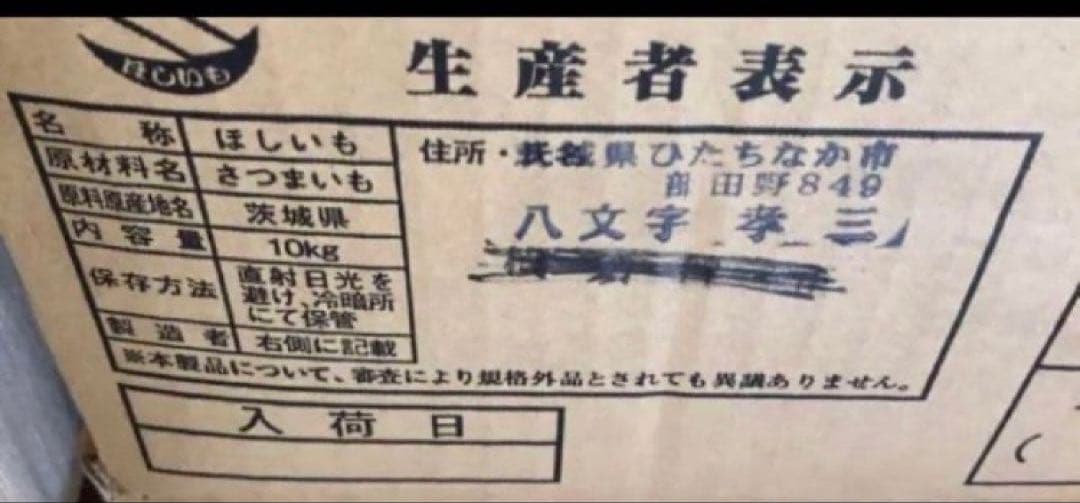 ほしいも
生産者表示
名称 ほしいも
原材料名 さつまいも
原料原産地名 茨城県
内容量 10kg
保存方法 直射日光を
避け、冷暗所
にて保管
製造者 右側に記載
住所・氏名
茨城県ひたちなか市
部田野849
八文字 孝三
※本製品について、審査により規格外品とされても異議ありません。
入荷日
(